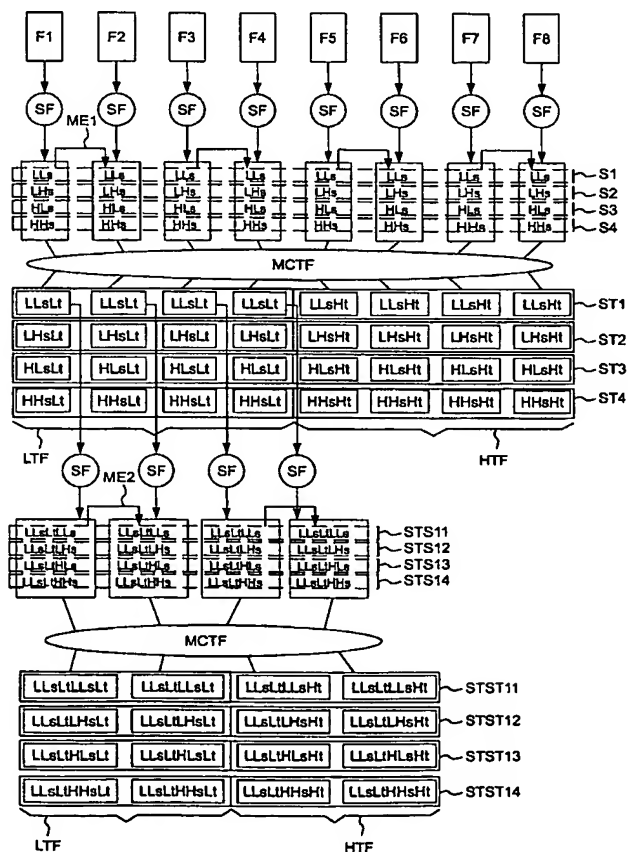 F1 F2 F3 F4 F5 F6 F7 F8
SF SF SF SF SF SF SF SF
ME1
LLs LLs LLs LLs LLs LLs LLs LLs S1
LHs LHs LHs LHs LHs LHs LHs LHs S2
HLs HLs HLs HLs HLs HLs HLs HLs S3
HHs HHs HHs HHs HHs HHs HHs HHs S4
MCTF
LLsLt LLsLt LLsLt LLsLt LLsHt LLsHt LLsHt LLsHt ST1
LHsLt LHsLt LHsLt LHsLt LHsHt LHsHt LHsHt LHsHt ST2
HLsLt HLsLt HLsLt HLsLt HLsHt HLsHt HLsHt HLsHt ST3
HHsLt HHsLt HHsLt HHsLt HHsHt HHsHt HHsHt HHsHt ST4
LTF HTF
SF SF SF SF
ME2
LLsLtLLs LLsLtLLs LLsLtLLs LLsLtLLs STS11
LLsLtLHs LLsLtLHs LLsLtLHs LLsLtLHs STS12
LLsLtHLs LLsLtHLs LLsLtHLs LLsLtHLs STS13
LLsLtHHs LLsLtHHs LLsLtHHs LLsLtHHs STS14
MCTF
LLsLtLLsLt LLsLtLLsLt LLsLtLLsHt LLsLtLLsHt STST11
LLsLtLHsLt LLsLtLHsLt LLsLtLHsHt LLsLtLHsHt STST12
LLsLtHLsLt LLsLtHLsLt LLsLtHLsHt LLsLtHLsHt STST13
LLsLtHHsLt LLsLtHHsLt LLsLtHHsHt LLsLtHHsHt STST14
LTF HTF